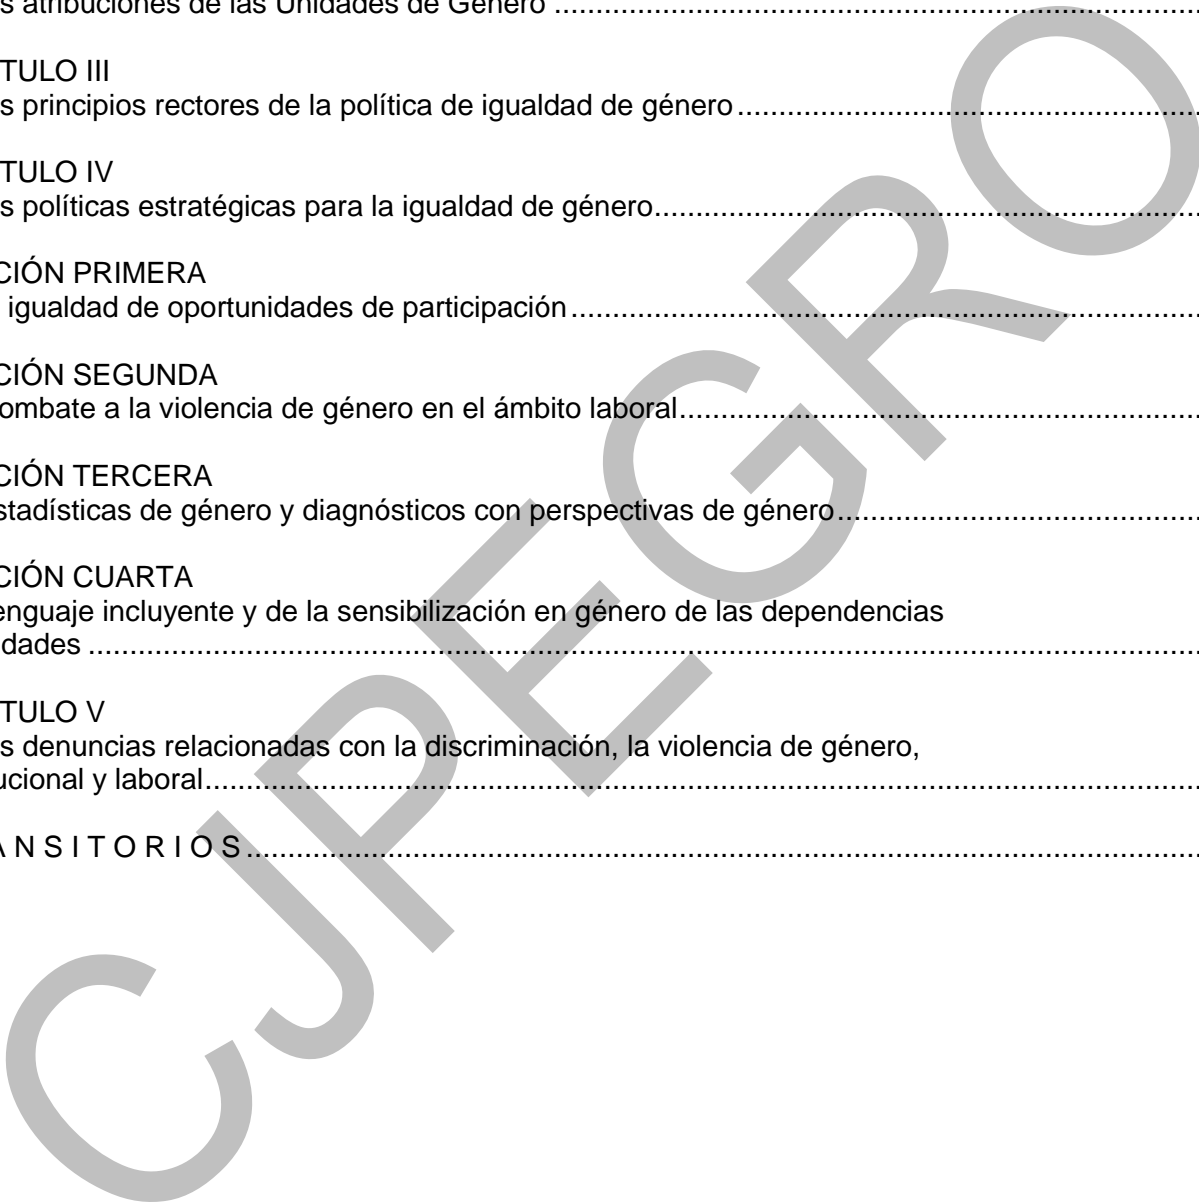 s atribuciones de las Unidades de Género ...........................................................................
TULO III
s principios rectores de la política de igualdad de género .......................................................
TULO IV
s políticas estratégicas para la igualdad de género.................................................................
CIÓN PRIMERA
igualdad de oportunidades de participación ...........................................................................
CIÓN SEGUNDA
ombate a la violencia de género en el ámbito laboral..............................................................
CIÓN TERCERA
stadísticas de género y diagnósticos con perspectivas de género...........................................
CIÓN CUARTA
enguaje incluyente y de la sensibilización en género de las dependencias
dades ......................................................................................................................................
TULO V
s denuncias relacionadas con la discriminación, la violencia de género,
ucional y laboral.......................................................................................................................
A N S I T O R I O S..................................................................................................................
CJPEGRO